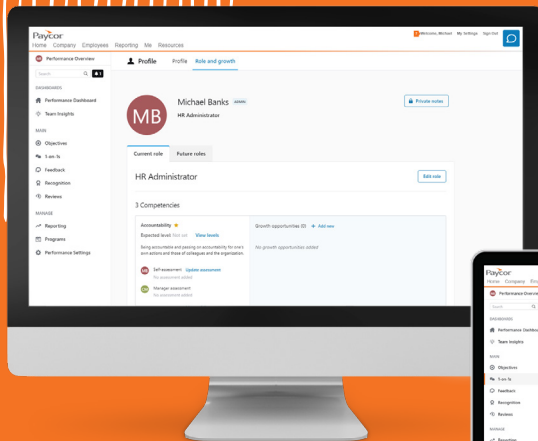 Paycor
Welcome, Michael My Settings Sign Out
Home Company Employees Reporting Me Resources
Performance Overview
Profile Profile Role and growth
Search
1
DASHBOARDS
Performance Dashboard
Team Insights
MAIN
Objectives
1-on-1s
Feedback
Recognition
Reviews
MANAGE
Reporting
Programs
Performance Settings
MB
Michael Banks ADMIN
HR Administrator
Private notes
Current role Future roles
HR Administrator
Edit role
3 Competencies
Accountability
Expected level: Not set View levels
Being accountable and passing on accountability for one's
own actions and those of colleagues and the organization.
MB Self-assessment Update assessment
No assessment added
Manager assessment
No assessment added
Growth opportunities (0) + Add new
No growth opportunities added
Paycor
Home Company Emp
Performance Overvie
Search
DASHBOARDS
Performance Dashboa
Team Insights
MAIN
Objectives
1-on-1s
Feedback
Recognition
Reviews
MANAGE
Reporting